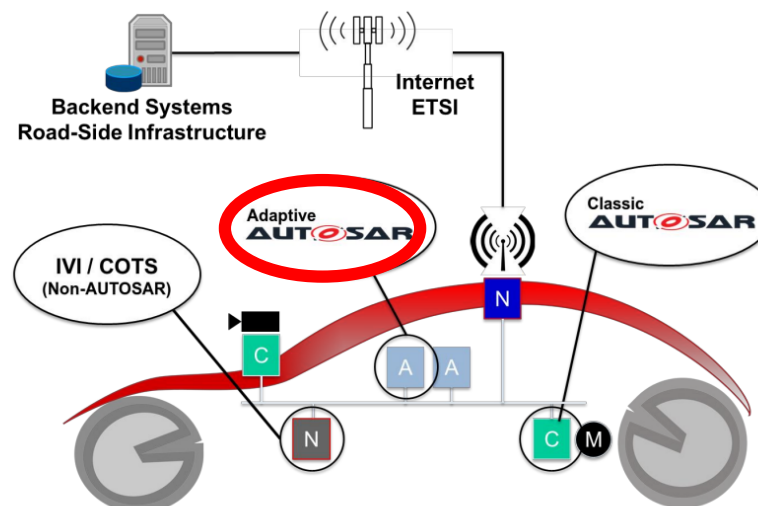 Backend Systems
Road-Side Infrastructure
Internet
ETSI
Adaptive
AUTOSAR
Classic
AUTOSAR
IVI / COTS
(Non-AUTOSAR)
N
C
A
A
N
C
M